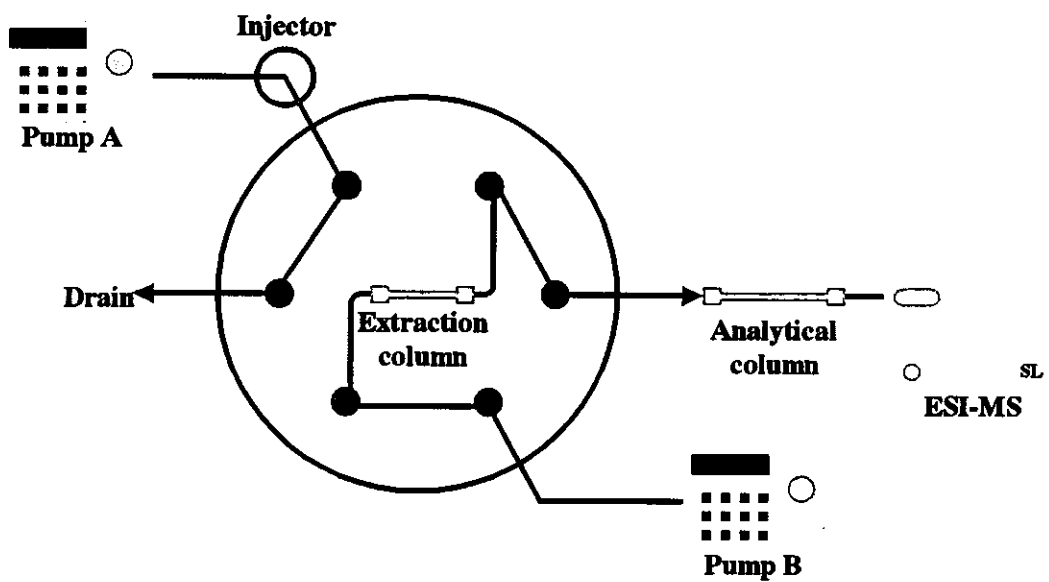 Injector
Pump A
Drain
Extraction
column
Analytical
column
SL
ESI-MS
Pump B